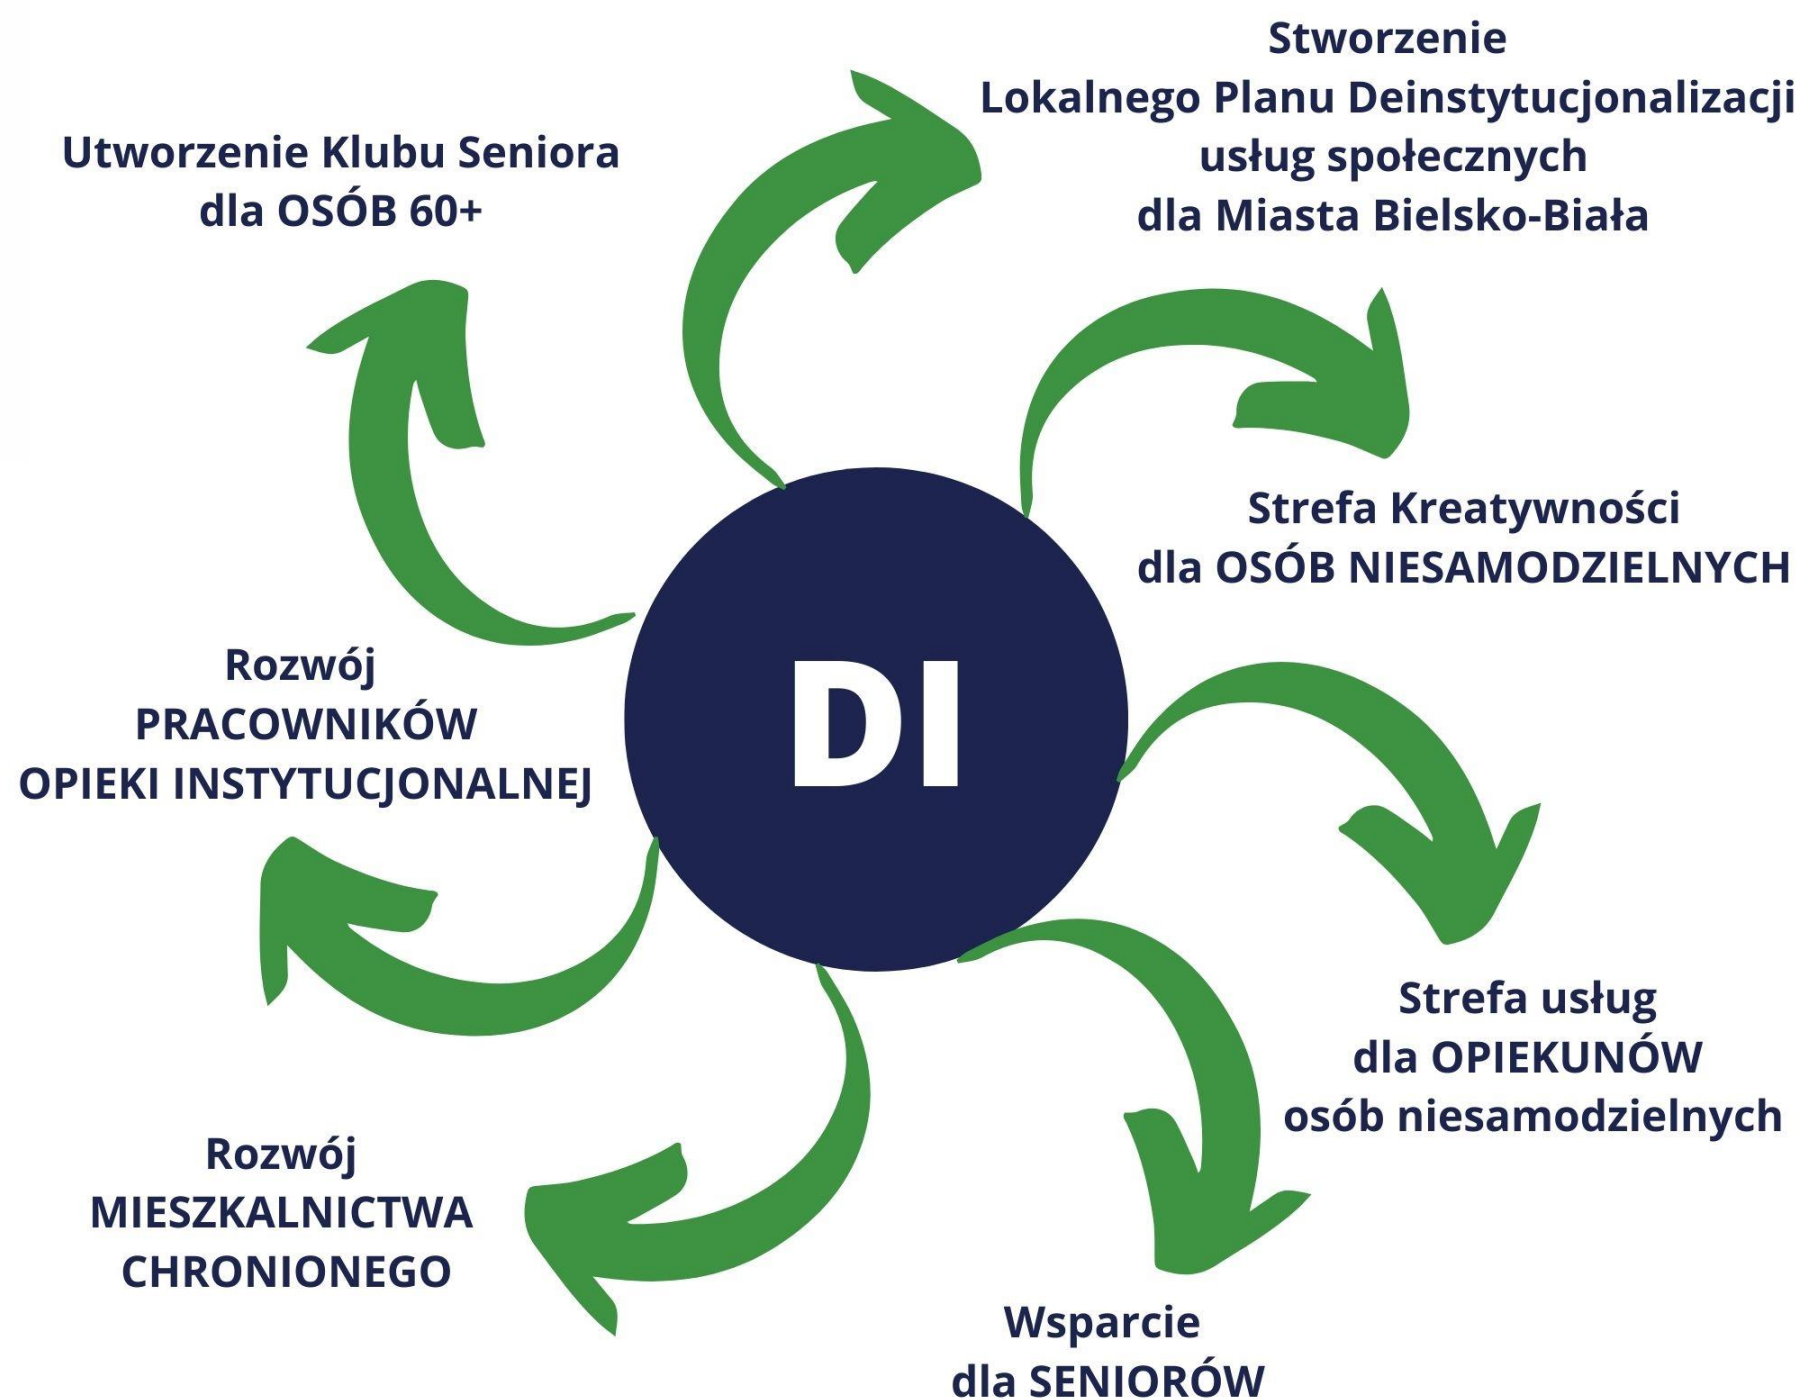 Stworzenie
Lokalnego Planu Deinstytucjonalizacji
usług społecznych
dla Miasta Bielsko-Biała
Utworzenie Klubu Seniora
dla OSÓB 60+
Strefa Kreatywności
dla OSÓB NIESAMODZIELNYCH
Rozwój
PRACOWNIKÓW
OPIEKI INSTYTUCJONALNEJ
DI
Strefa usług
dla OPIEKUNÓW
osób niesamodzielnych
Rozwój
MIESZKALNICTWA
CHRONIONEGO
Wsparcie
dla SENIORÓW